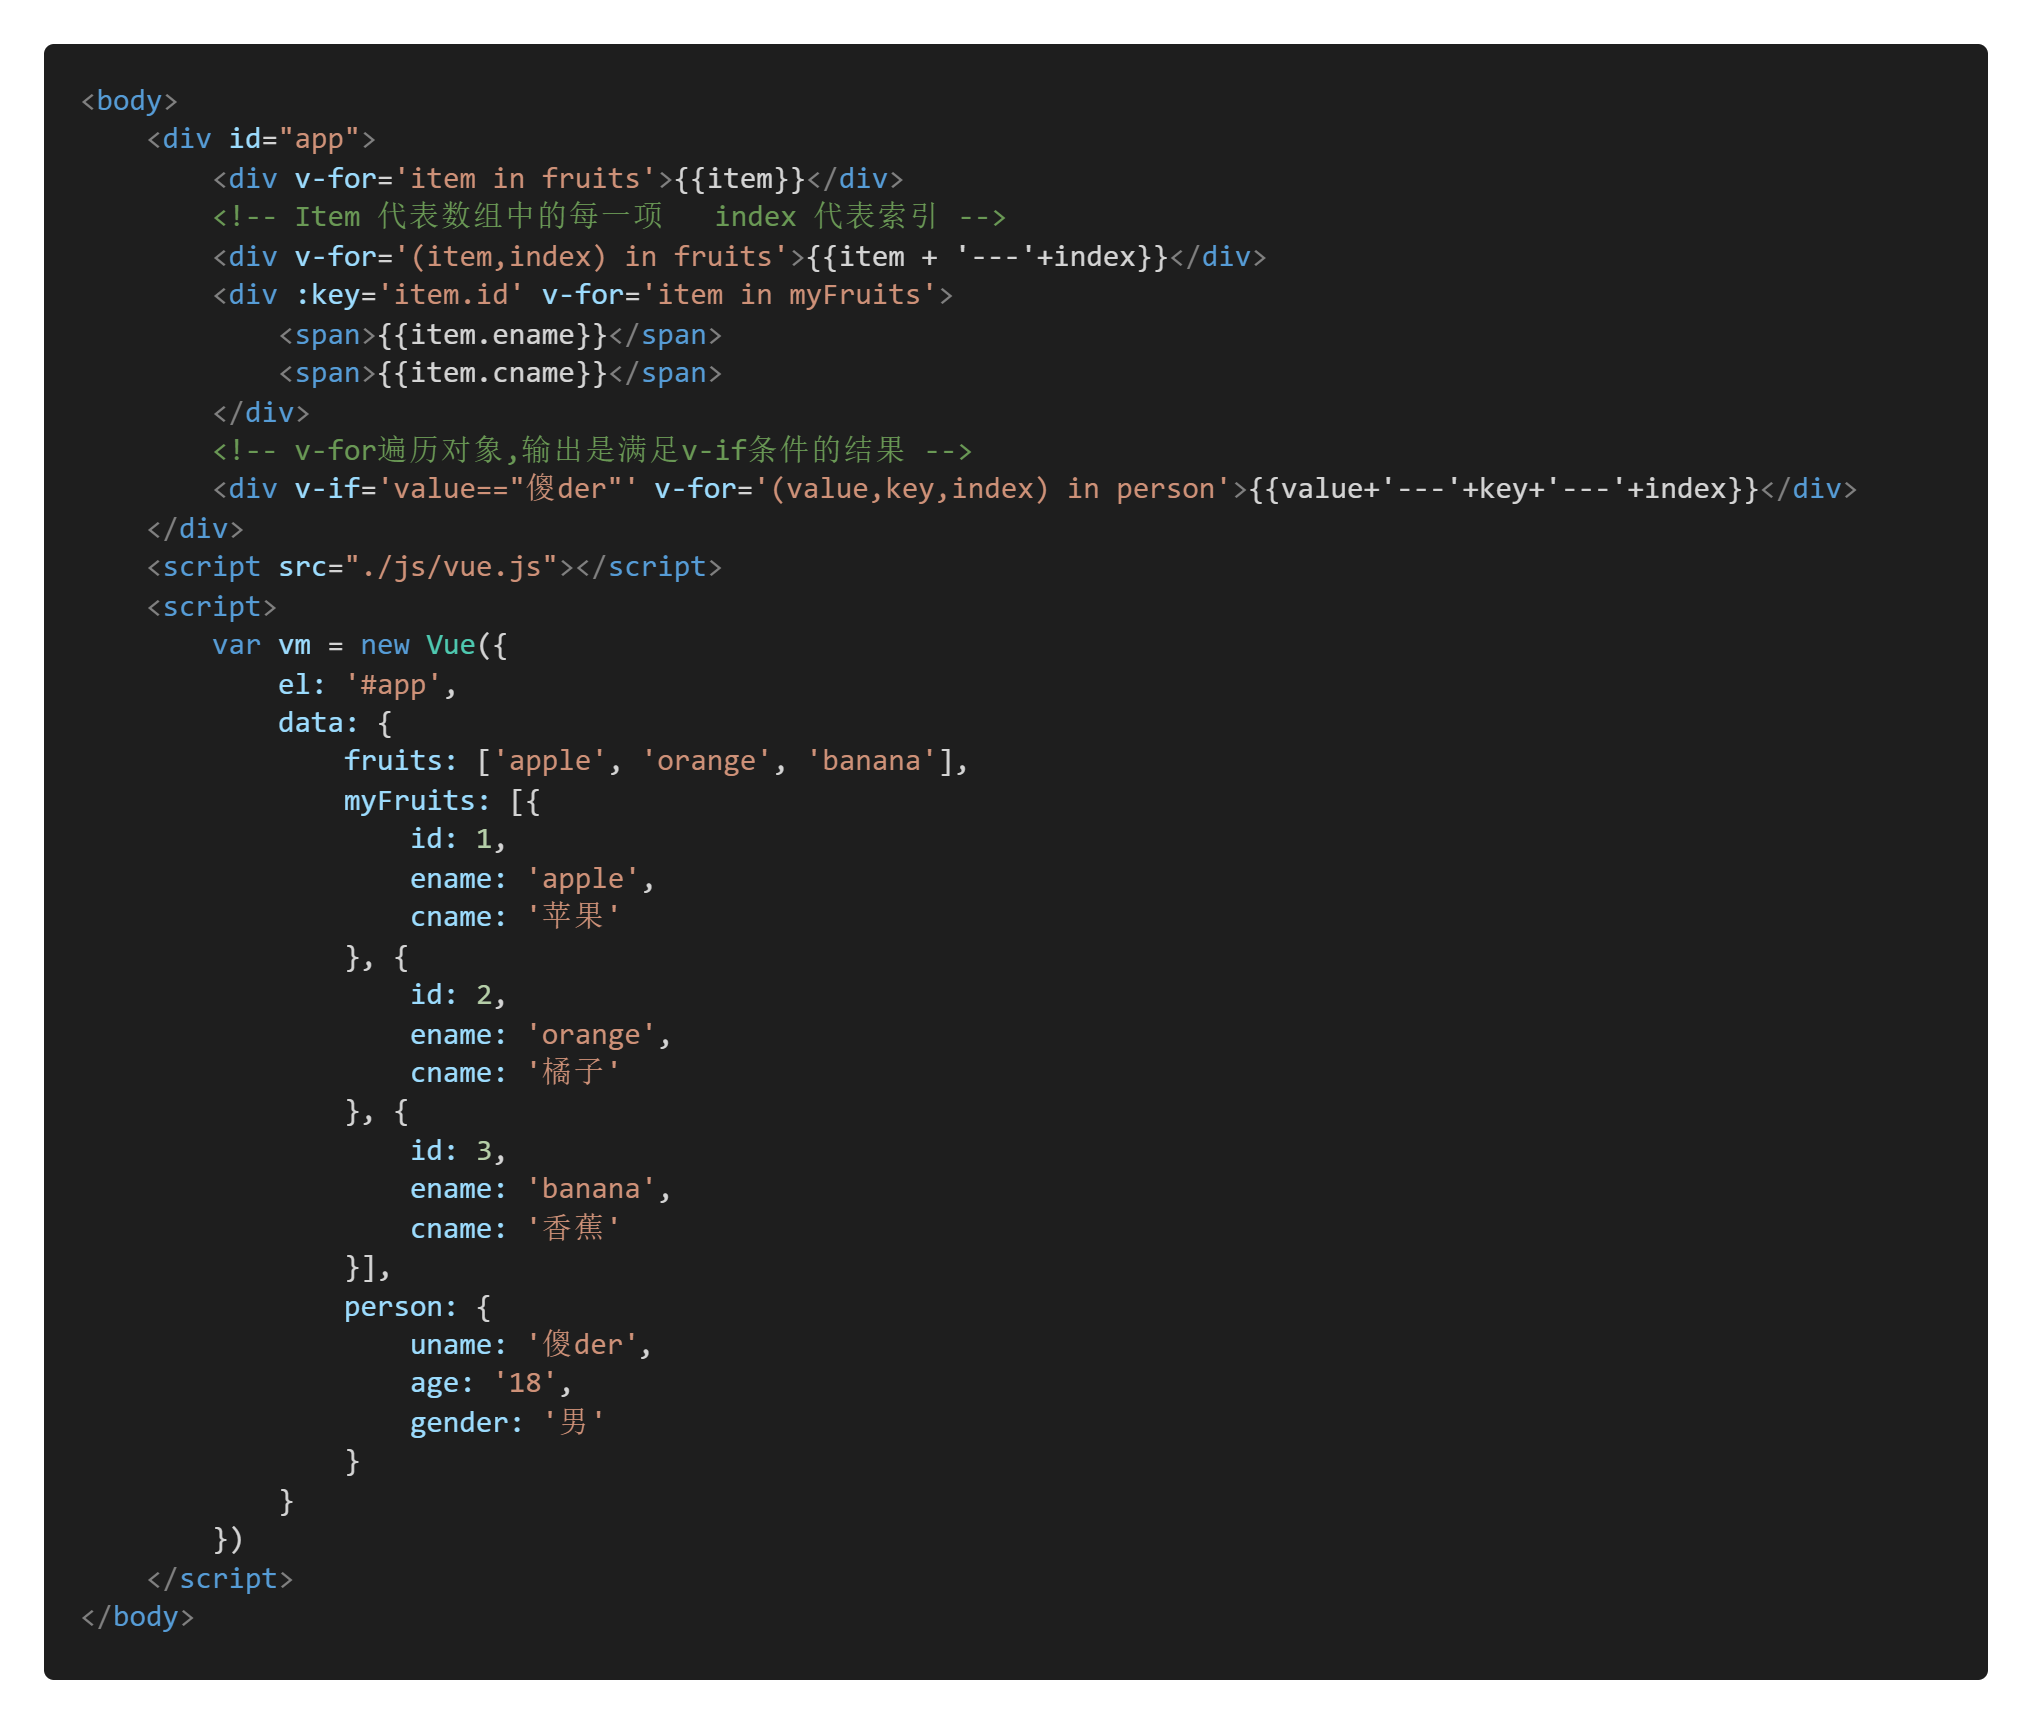 <body>
    <div id="app">
        <div v-for='item in fruits'>{{item}}</div>
        <!-- Item 代表数组中的每一项   index 代表索引 -->
        <div v-for='(item,index) in fruits'>{{item + '---'+index}}</div>
        <div :key='item.id' v-for='item in myFruits'>
            <span>{{item.ename}}</span>
            <span>{{item.cname}}</span>
        </div>
        <!-- v-for遍历对象,输出是满足v-if条件的结果 -->
        <div v-if='value=="傻der"' v-for='(value,key,index) in person'>{{value+'---'+key+'---'+index}}</div>
    </div>
    <script src="./js/vue.js"></script>
    <script>
        var vm = new Vue({
            el: '#app',
            data: {
                fruits: ['apple', 'orange', 'banana'],
                myFruits: [{
                    id: 1,
                    ename: 'apple',
                    cname: '苹果'
                }, {
                    id: 2,
                    ename: 'orange',
                    cname: '橘子'
                }, {
                    id: 3,
                    ename: 'banana',
                    cname: '香蕉'
                }],
                person: {
                    uname: '傻der',
                    age: '18',
                    gender: '男'
                }
            }
        })
    </script>
</body>